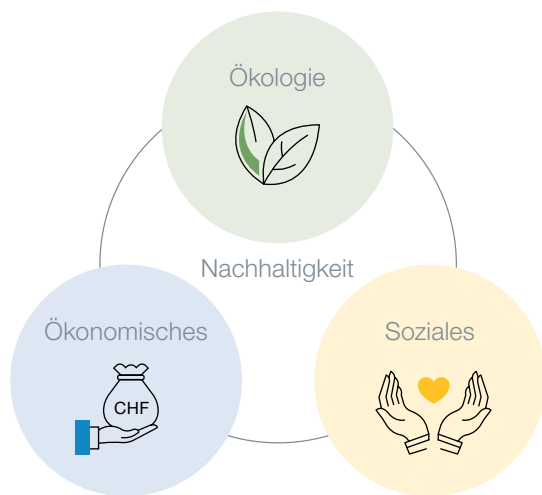 Ökologie
Nachhaltigkeit
Ökonomisches
Soziales
CHF